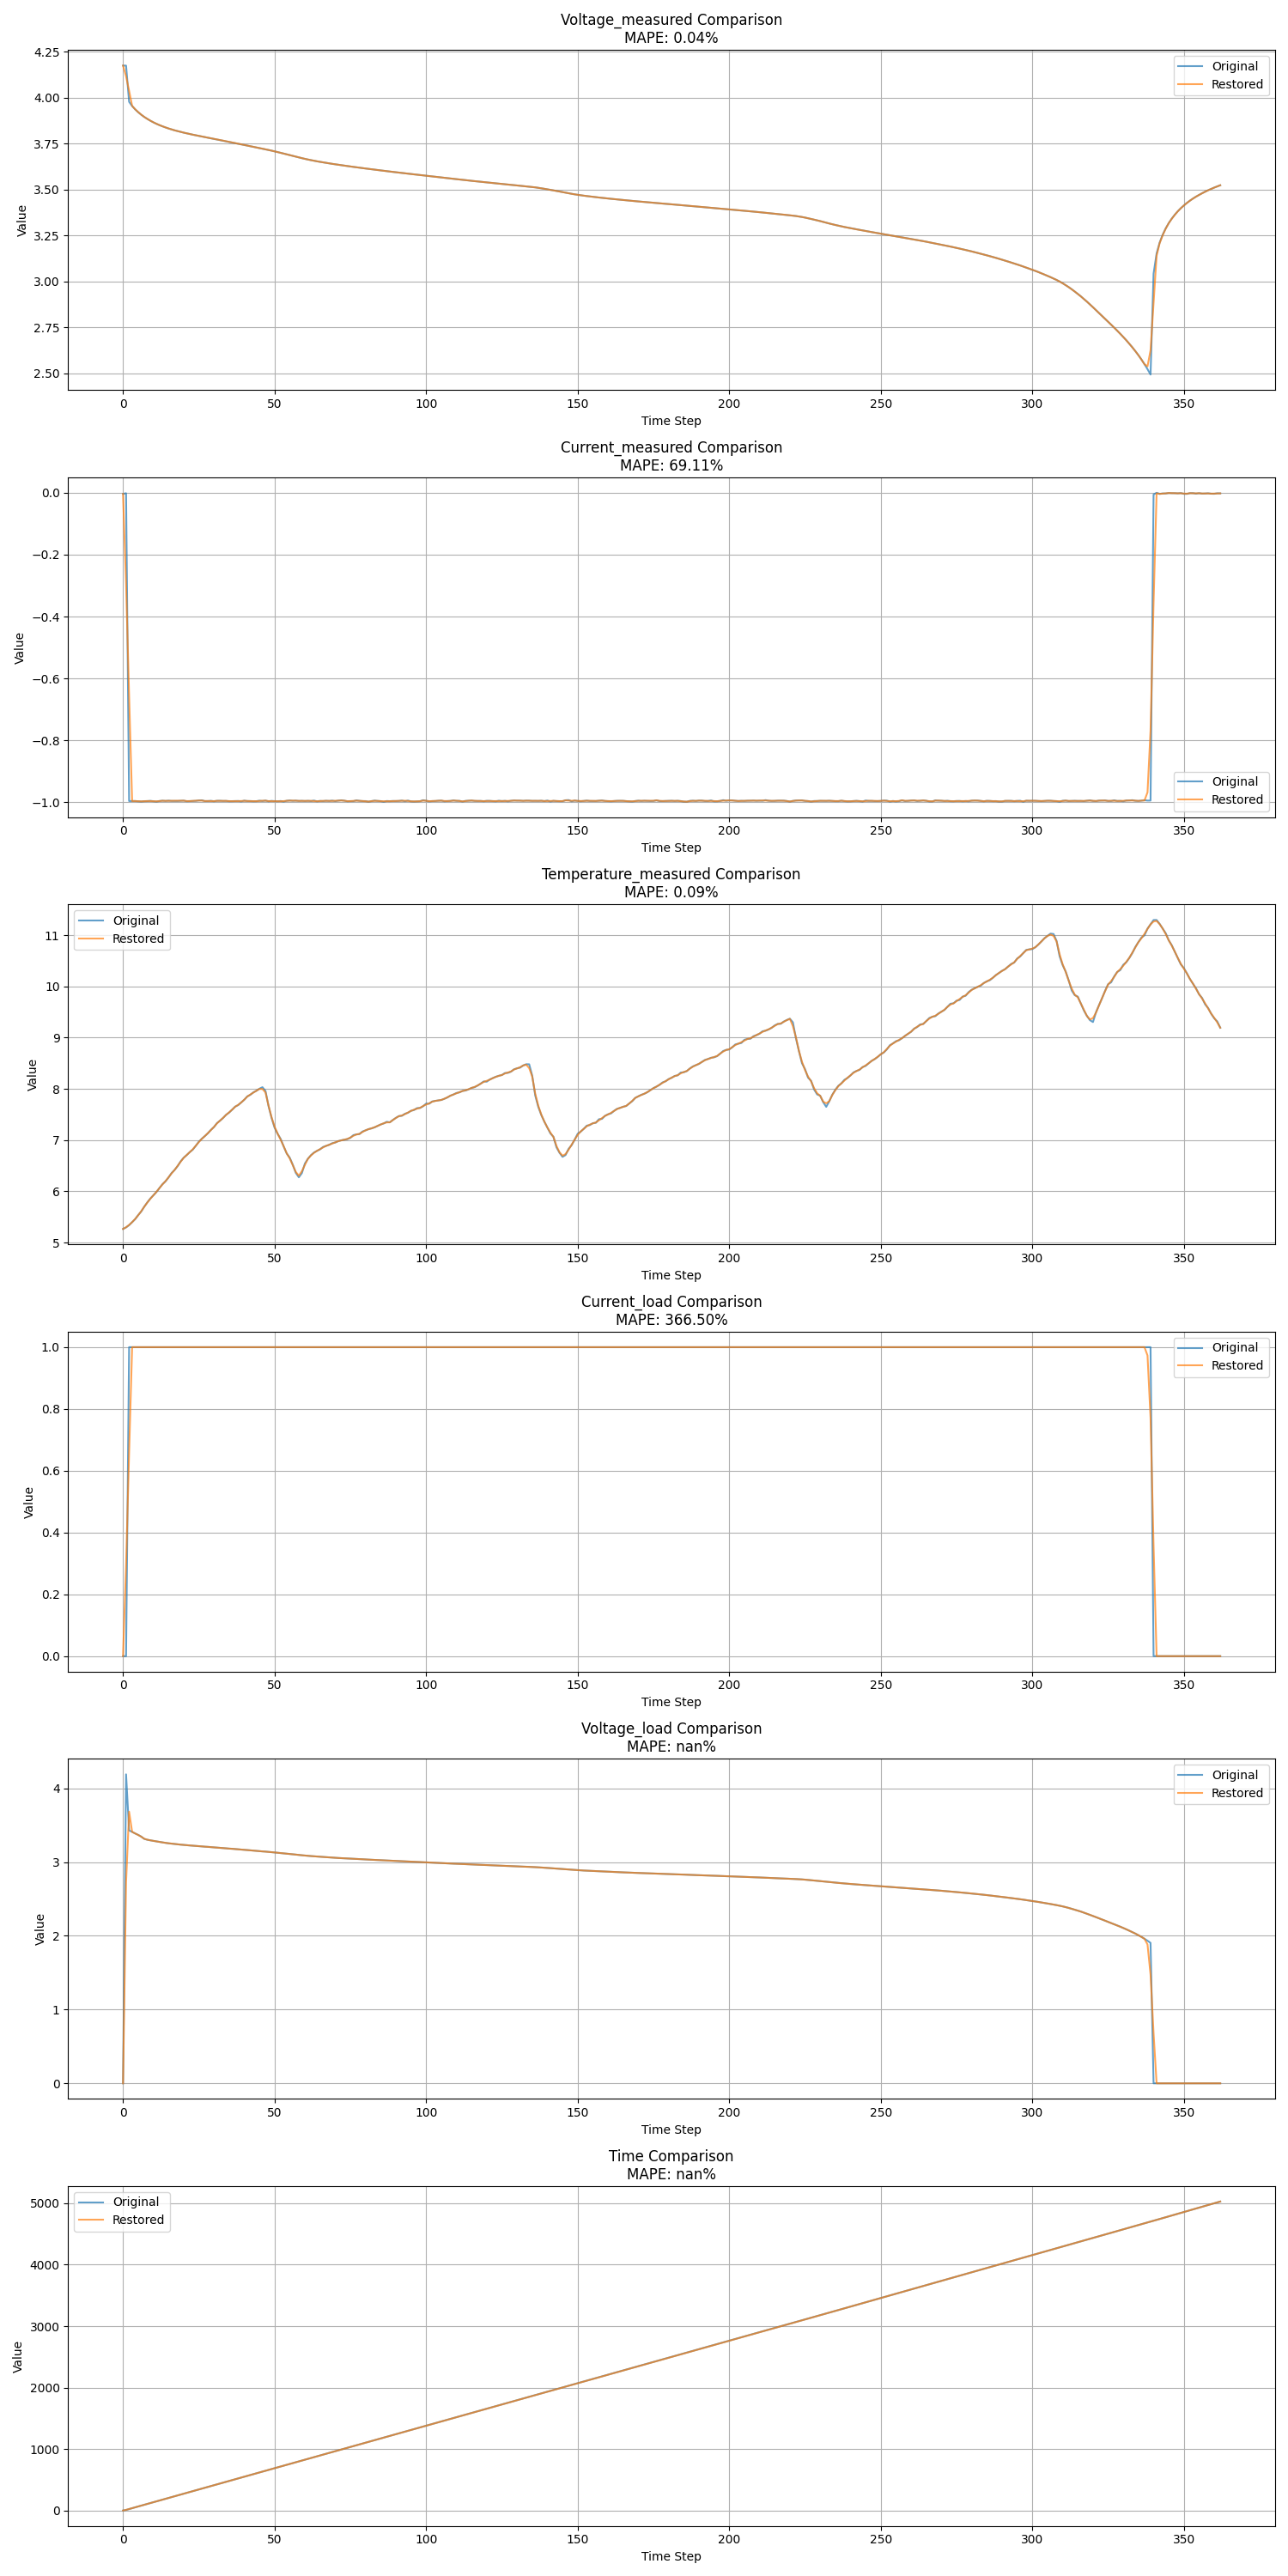 Voltage_measured Comparison
MAPE: 0.04%
4.25
4.00
3.75
3.50
3.25
3.00
2.75
2.50
Value
Original
Restored
0 50 100 150 200 250 300 350
Time Step
Current_measured Comparison
MAPE: 69.11%
0.0
−0.2
−0.4
−0.6
−0.8
−1.0
Value
Original
Restored
0 50 100 150 200 250 300 350
Time Step
Temperature_measured Comparison
MAPE: 0.09%
Original
Restored
11
10
9
8
7
6
5
Value
0 50 100 150 200 250 300 350
Time Step
Current_load Comparison
MAPE: 366.50%
1.0
0.8
0.6
0.4
0.2
0.0
Value
Original
Restored
0 50 100 150 200 250 300 350
Time Step
Voltage_load Comparison
MAPE: nan%
4
3
2
1
0
Value
Original
Restored
0 50 100 150 200 250 300 350
Time Step
Time Comparison
MAPE: nan%
Original
Restored
5000
4000
3000
2000
1000
0
Value
0 50 100 150 200 250 300 350
Time Step